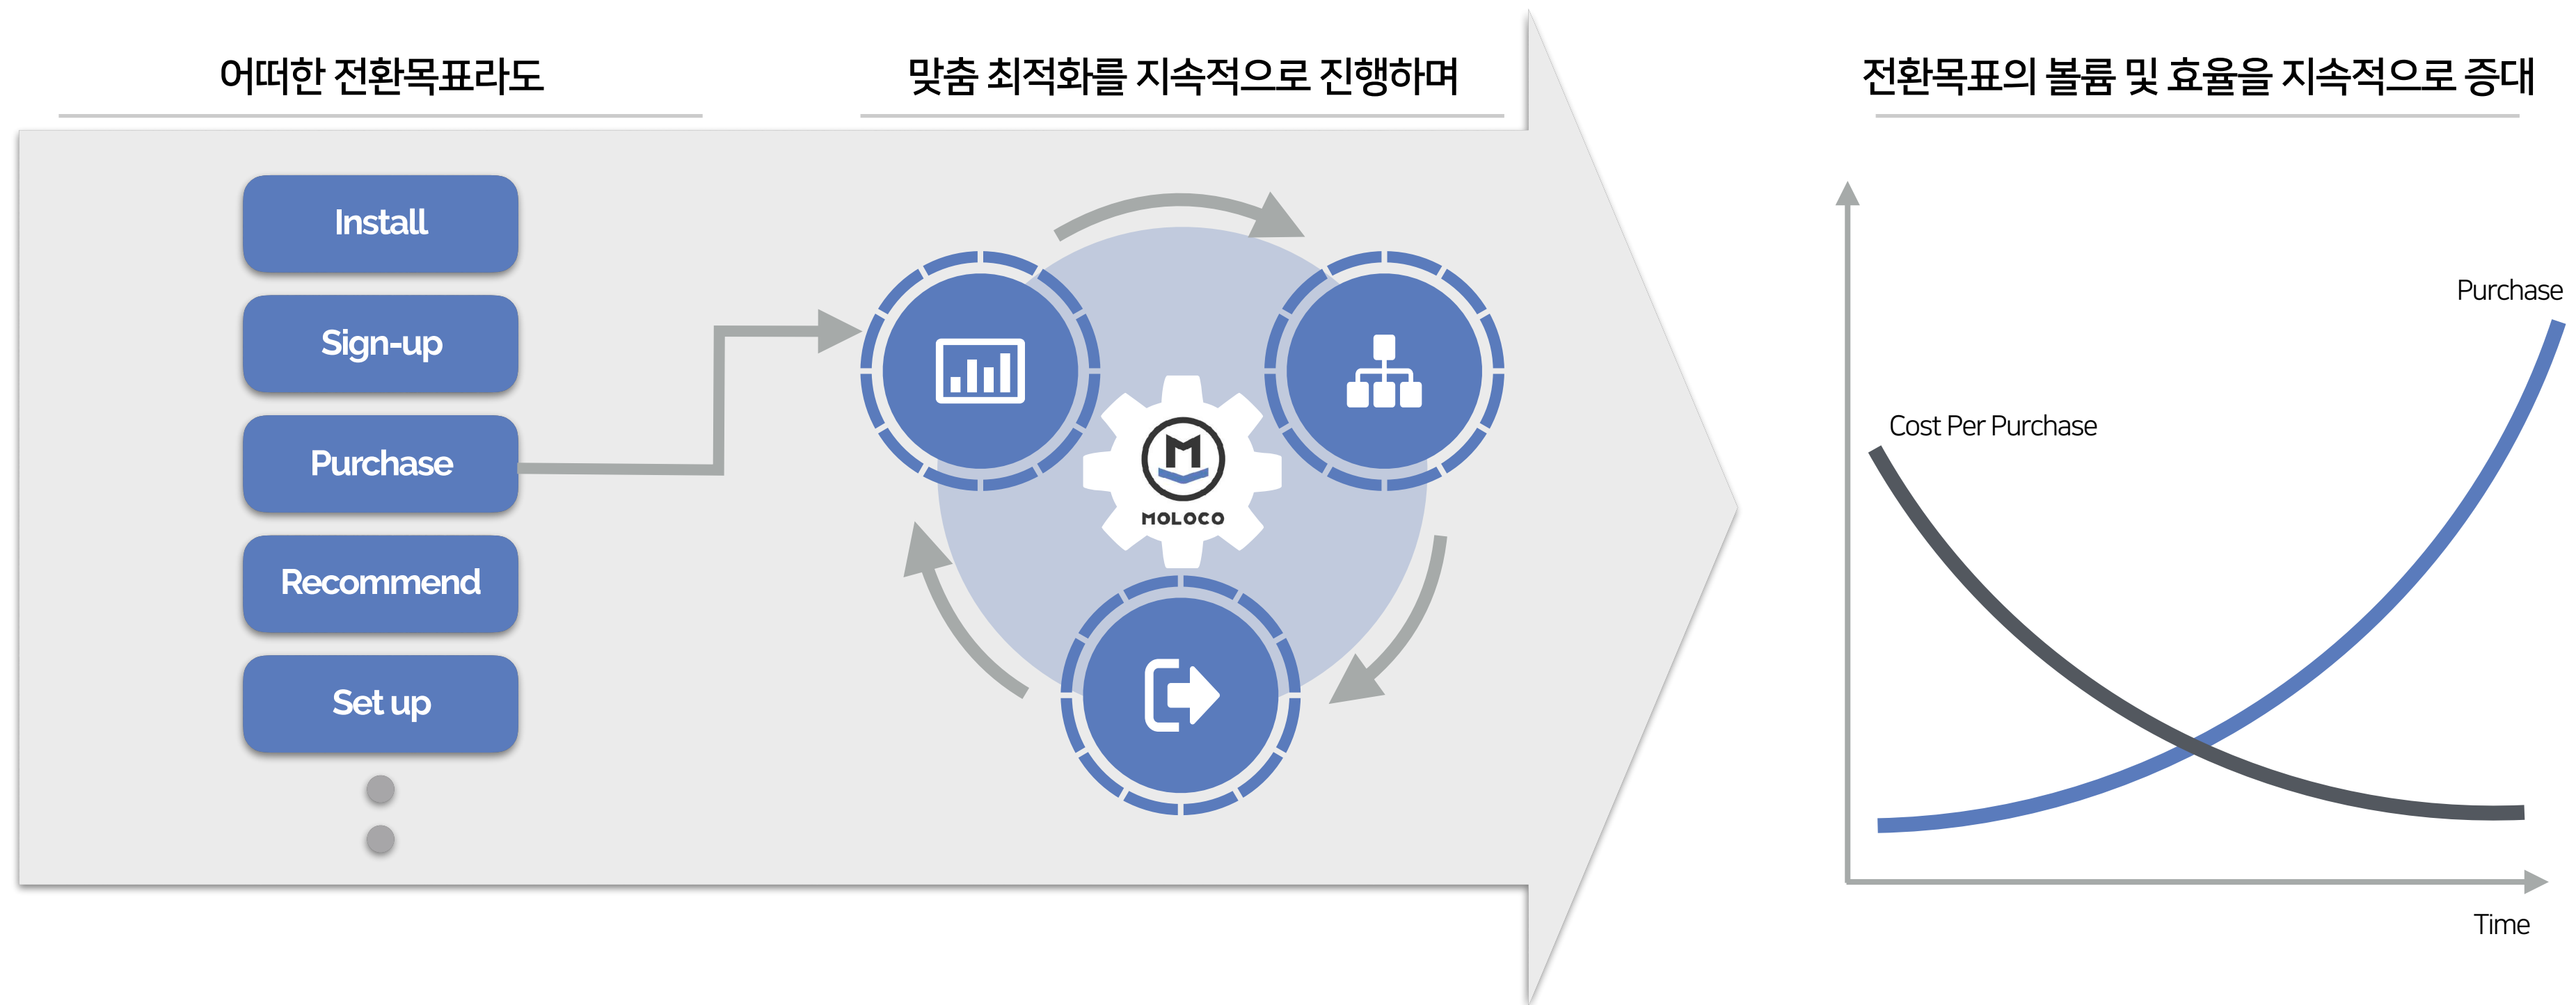 어떠한 전환목표라도
맞춤 최적화를 지속적으로 진행하며
전환목표의 볼륨 및 효율을 지속적으로 증대
Install
Sign-up
Purchase
Recommend
Set up
MOLOCO
Purchase
Cost Per Purchase
Time